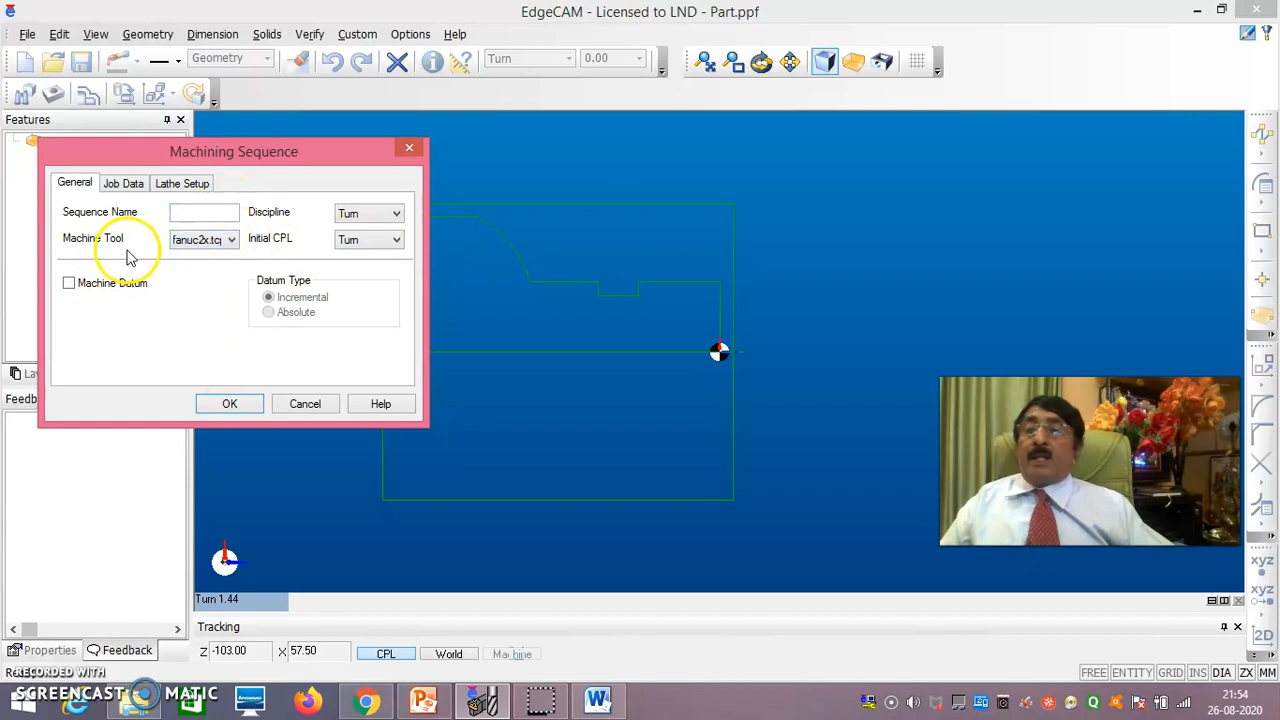 EdgeCAM - Licensed to LND - Part.ppf
File Edit View Geometry Dimension Solids Verify Custom Options Help
Geometry Turn 0.00
Features
Machining Sequence
General Job Data Lathe Setup
Sequence Name Discipline Turn
Machine Tool fanuc2x.tcp Initial CPL Turn
Machine Datum Datum Type
Incremental
Absolute
OK Cancel Help
Turn 1.44
Tracking
Z -103.00 X 57.50 CPL World Machine
Properties Feedback
FREE ENTITY GRID INS DIA ZX MM
RECORDED WITH
SCREENCAST MATIC
21:54
26-08-2020
2D
xyz
xyz